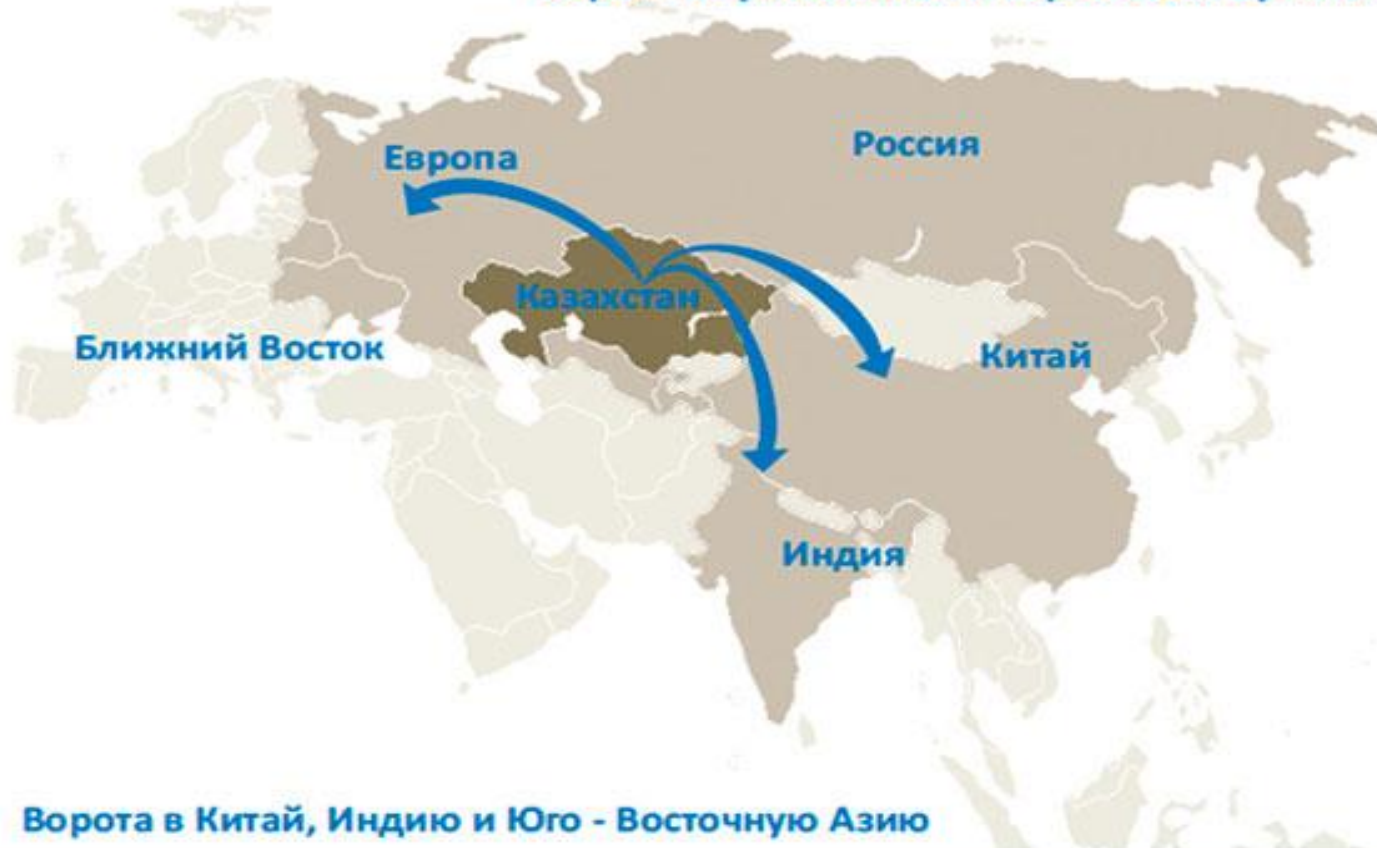 Европа
Россия
Казахстан
Ближний Восток
Китай
Индия
Ворота в Китай, Индию и Юго - Восточную Азию